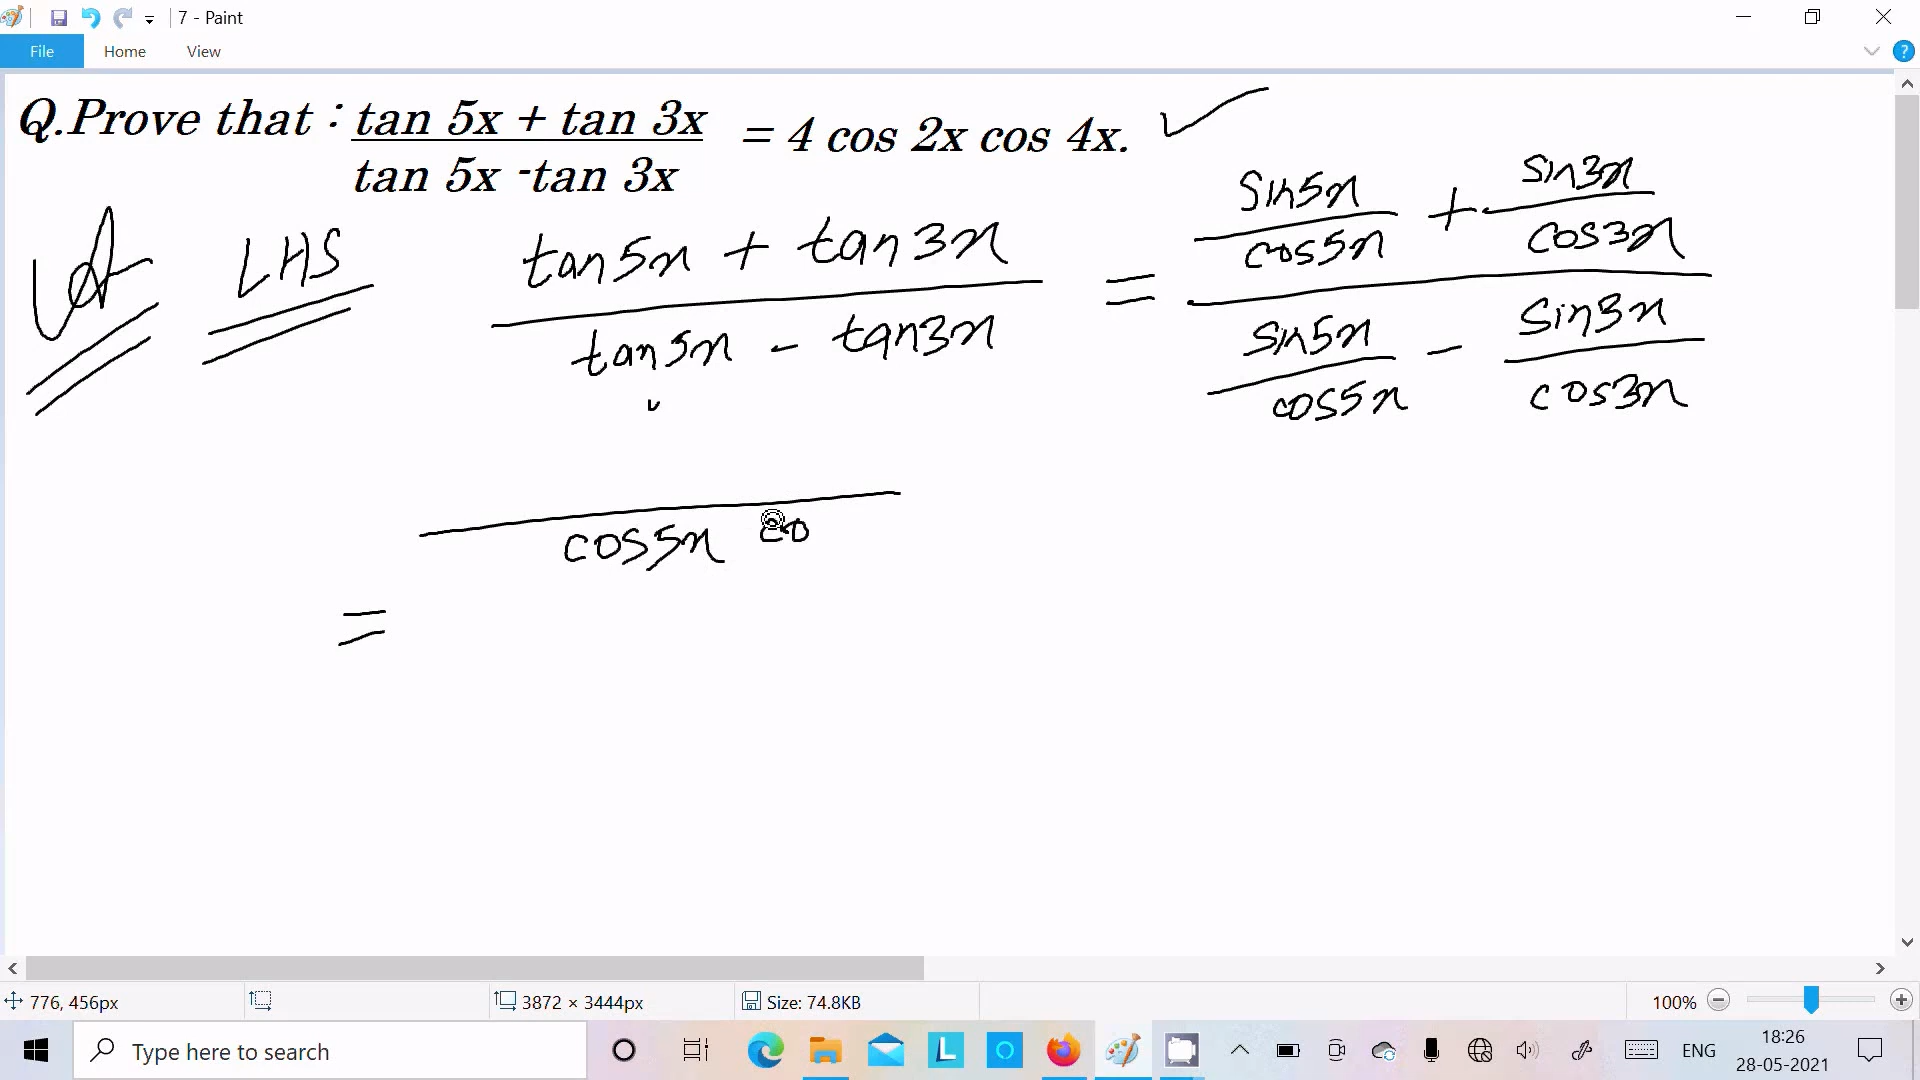 7 - Paint
File Home View
Q.Prove that : tan 5x + tan 3x
tan 5x -tan 3x
= 4 cos 2x cos 4x.
LHS
tan5x + tan3x
tan5x - tan3x
=
sin5x + sin3x
cos5x cos3x
sin5x - sin3x
cos5x cos3x
cos5x co
=
776, 456px 3872 × 3444px Size: 74.8KB 100%
Type here to search
ENG
18:26
28-05-2021